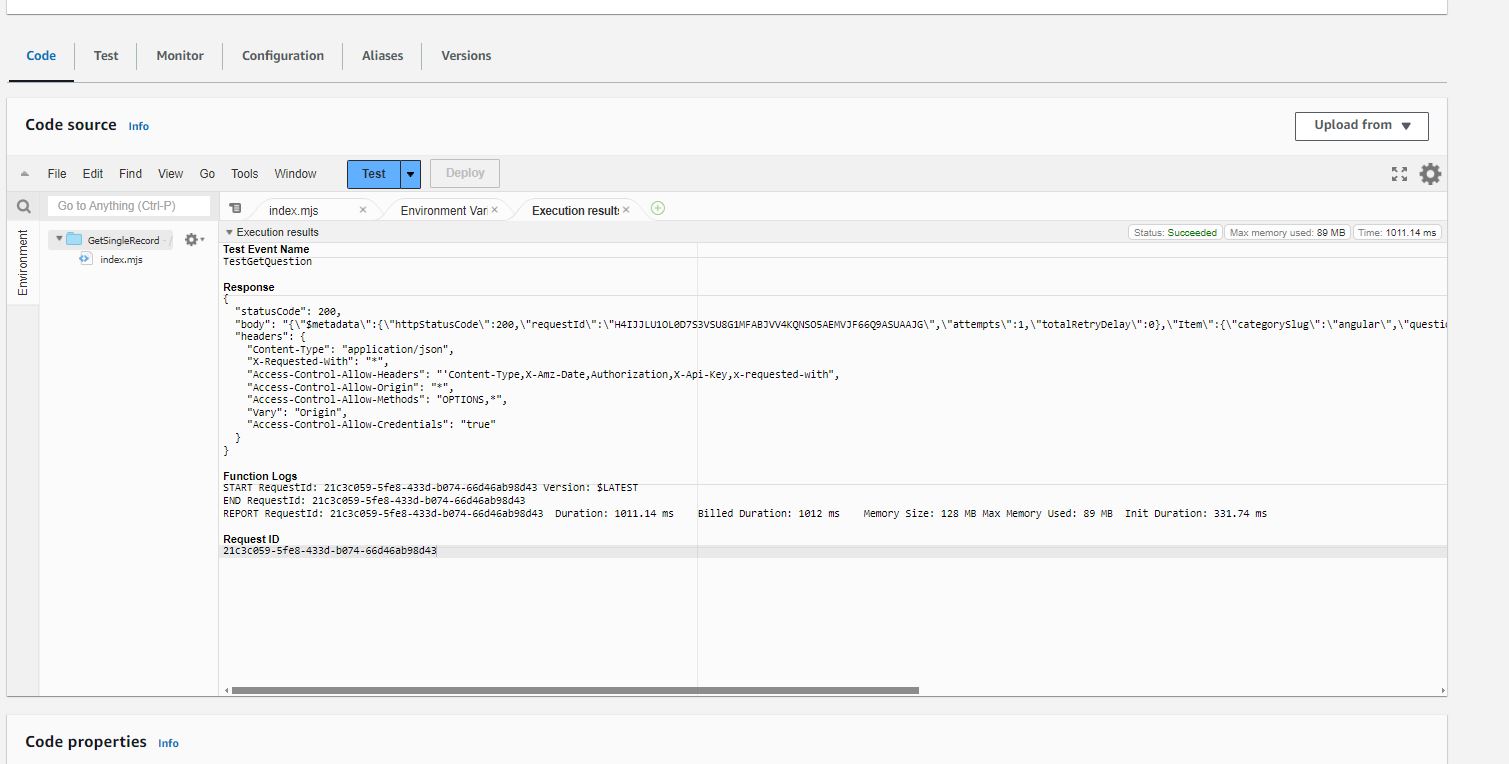 Code Test Monitor Configuration Aliases Versions
Code source Info
Upload from
File Edit Find View Go Tools Window Test Deploy
Go to Anything (Ctrl-P)
index.mjs Environment Vari Execution results
Environment
GetSingleRecord - /
index.mjs
Execution results
Status: Succeeded Max memory used: 89 MB Time: 1011.14 ms
Test Event Name
TestGetQuestion
Response
{
"statusCode": 200,
"body": "{\"$metadata\":{\"httpStatusCode\":200,\"requestId\":\"H4IJJLU1OL0D7S3VSU8G1MFABJVV4KQNSO5AEMVJF66Q9ASUAAJG\",\"attempts\":1,\"totalRetryDelay\":0},\"Item\":{\"categorySlug\":\"angular\",\"questio
"headers": {
"Content-Type": "application/json",
"X-Requested-With": "*",
"Access-Control-Allow-Headers": "'Content-Type,X-Amz-Date,Authorization,X-Api-Key,x-requested-with",
"Access-Control-Allow-Origin": "*",
"Access-Control-Allow-Methods": "OPTIONS,*",
"Vary": "Origin",
"Access-Control-Allow-Credentials": "true"
}
}
Function Logs
START RequestId: 21c3c059-5fe8-433d-b074-66d46ab98d43 Version: $LATEST
END RequestId: 21c3c059-5fe8-433d-b074-66d46ab98d43
REPORT RequestId: 21c3c059-5fe8-433d-b074-66d46ab98d43 Duration: 1011.14 ms Billed Duration: 1012 ms Memory Size: 128 MB Max Memory Used: 89 MB Init Duration: 331.74 ms
Request ID
21c3c059-5fe8-433d-b074-66d46ab98d43
Code properties Info